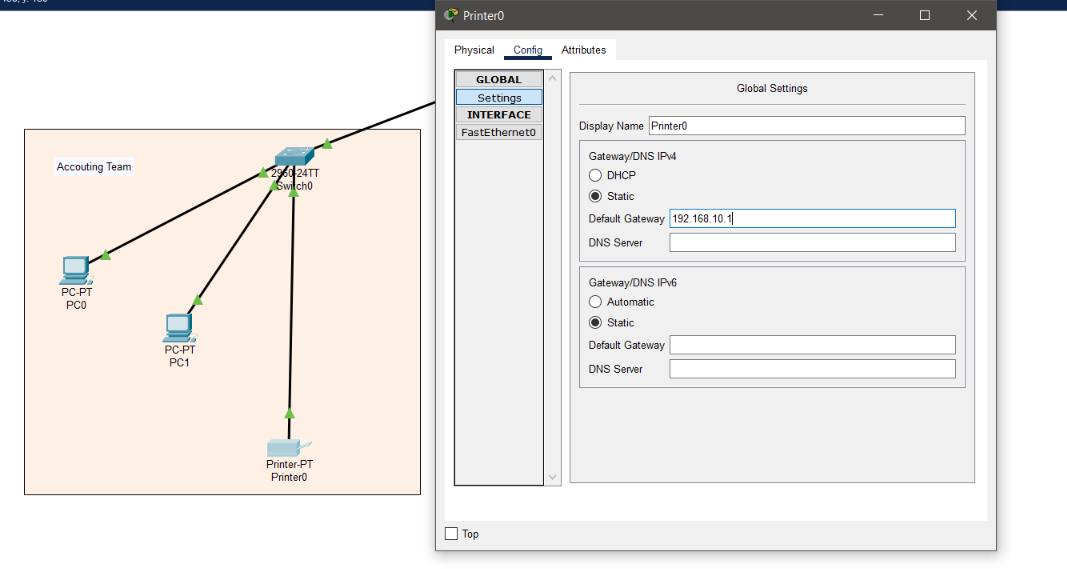 Printer0
Physical Config Attributes
GLOBAL
Settings
INTERFACE
FastEthernet0
Global Settings
Display Name Printer0
Gateway/DNS IPv4
DHCP
Static
Default Gateway 192.168.10.1
DNS Server
Gateway/DNS IPv6
Automatic
Static
Default Gateway
DNS Server
Top
Accouting Team
2960-24TT
Switch0
PC-PT
PC0
PC-PT
PC1
Printer-PT
Printer0